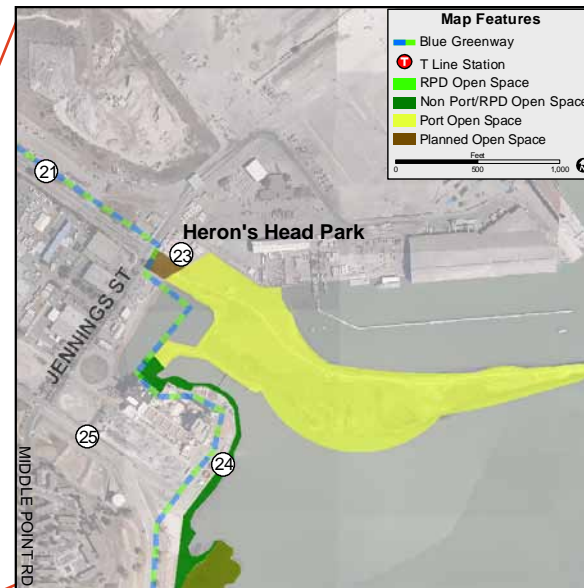 Map Features
Blue Greenway
T
T Line Station
RPD Open Space
Non Port/RPD Open Space
Port Open Space
Planned Open Space
Feet
0 500 1,000
N
21
Heron's Head Park
23
JENNINGS ST
25
24
MIDDLE POINT RD